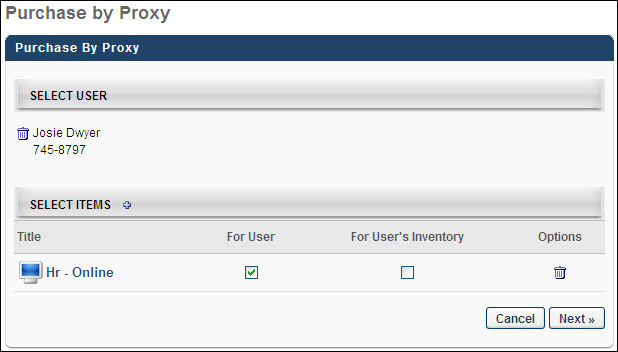 Purchase by Proxy
Purchase By Proxy
SELECT USER
Josie Dwyer
745-8797
SELECT ITEMS
Title For User For User's Inventory Options
Hr - Online
Cancel Next »